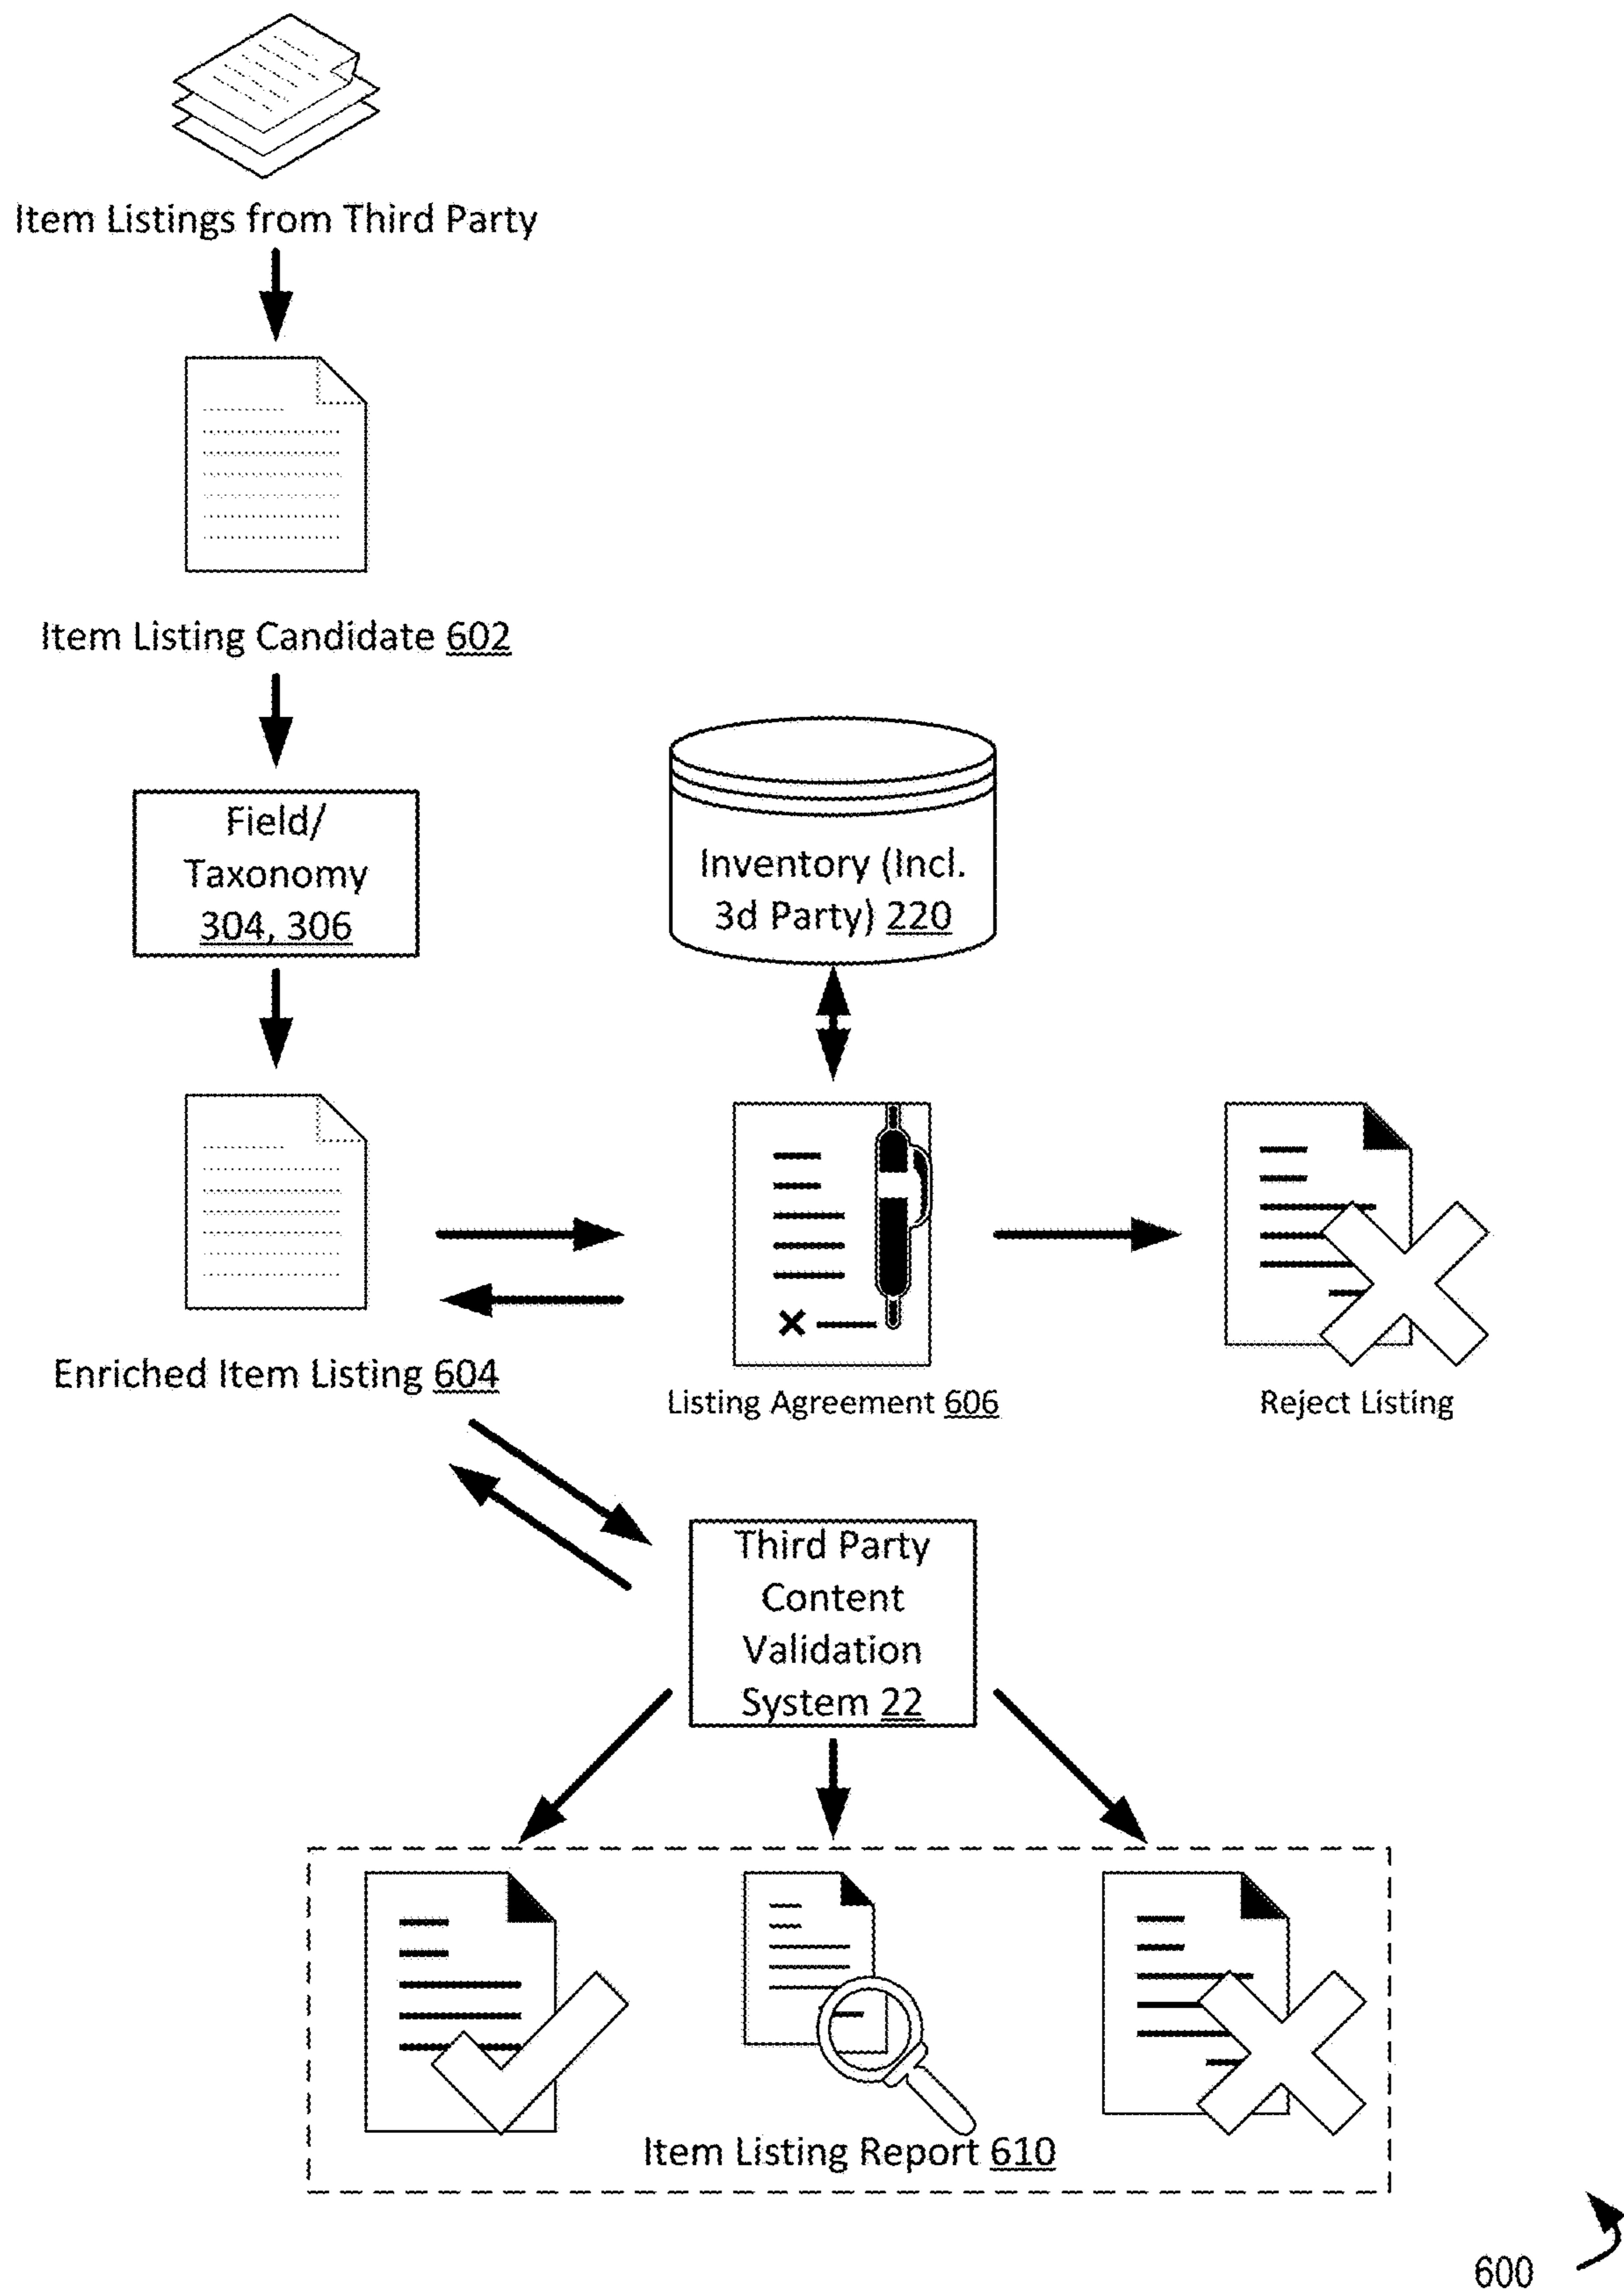 Item Listings from Third Party
Item Listing Candidate 602
Field/
Taxonomy
304, 306
Inventory (Incl.
3d Party) 220
Enriched Item Listing 604
Listing Agreement 606
Reject Listing
Third Party
Content
Validation
System 22
Item Listing Report 610
600